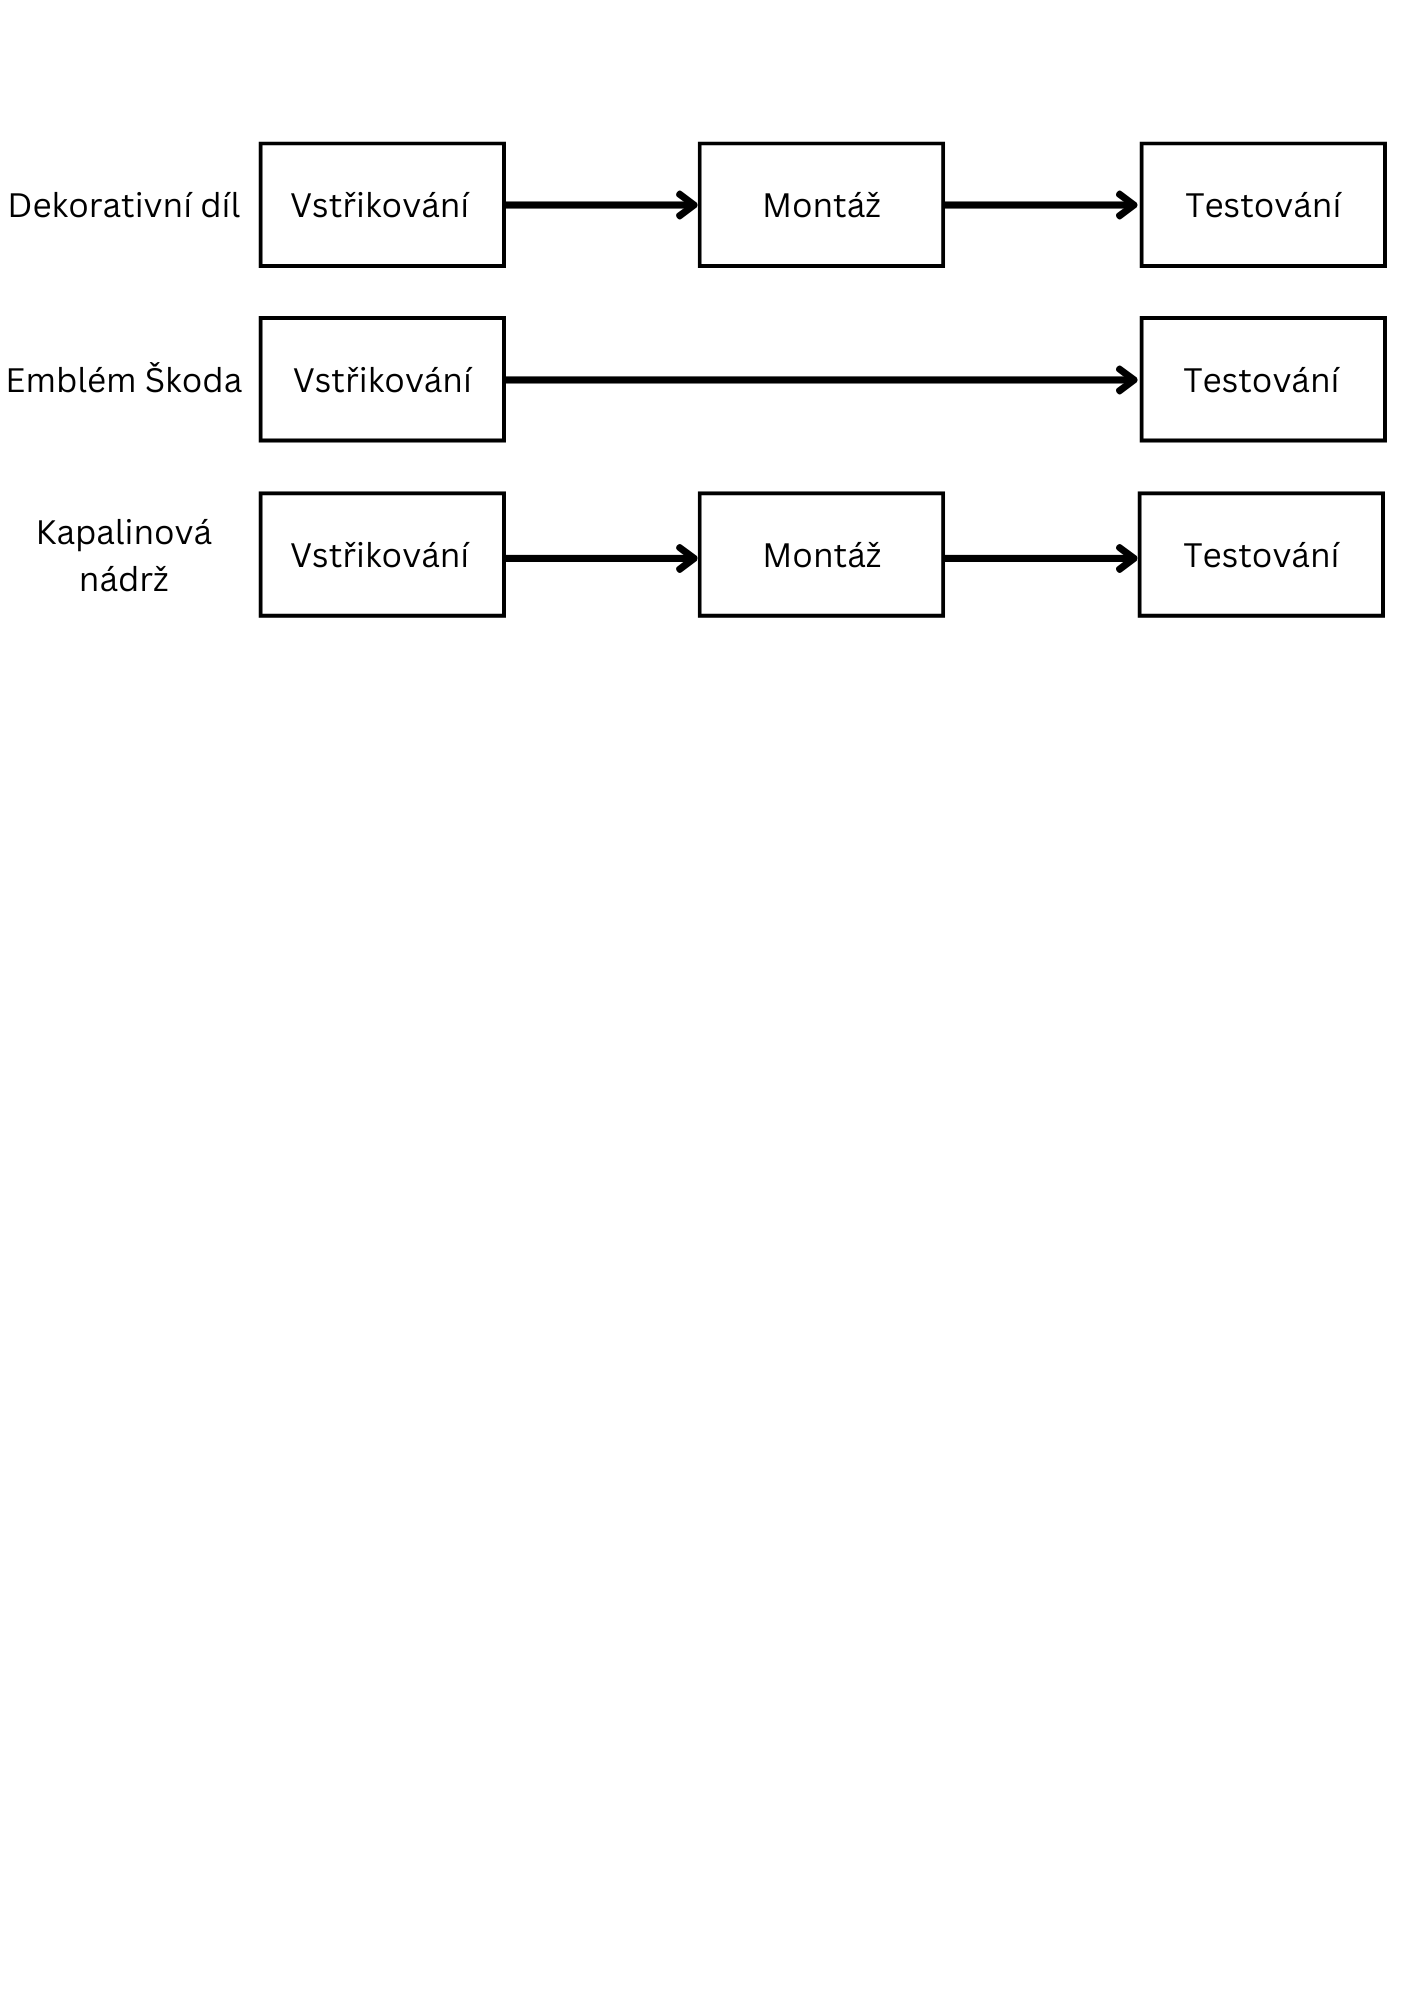 Dekorativní díl
Vstřikování
Montáž
Testování
Emblém Škoda
Vstřikování
Testování
Kapalinová
nádrž
Vstřikování
Montáž
Testování